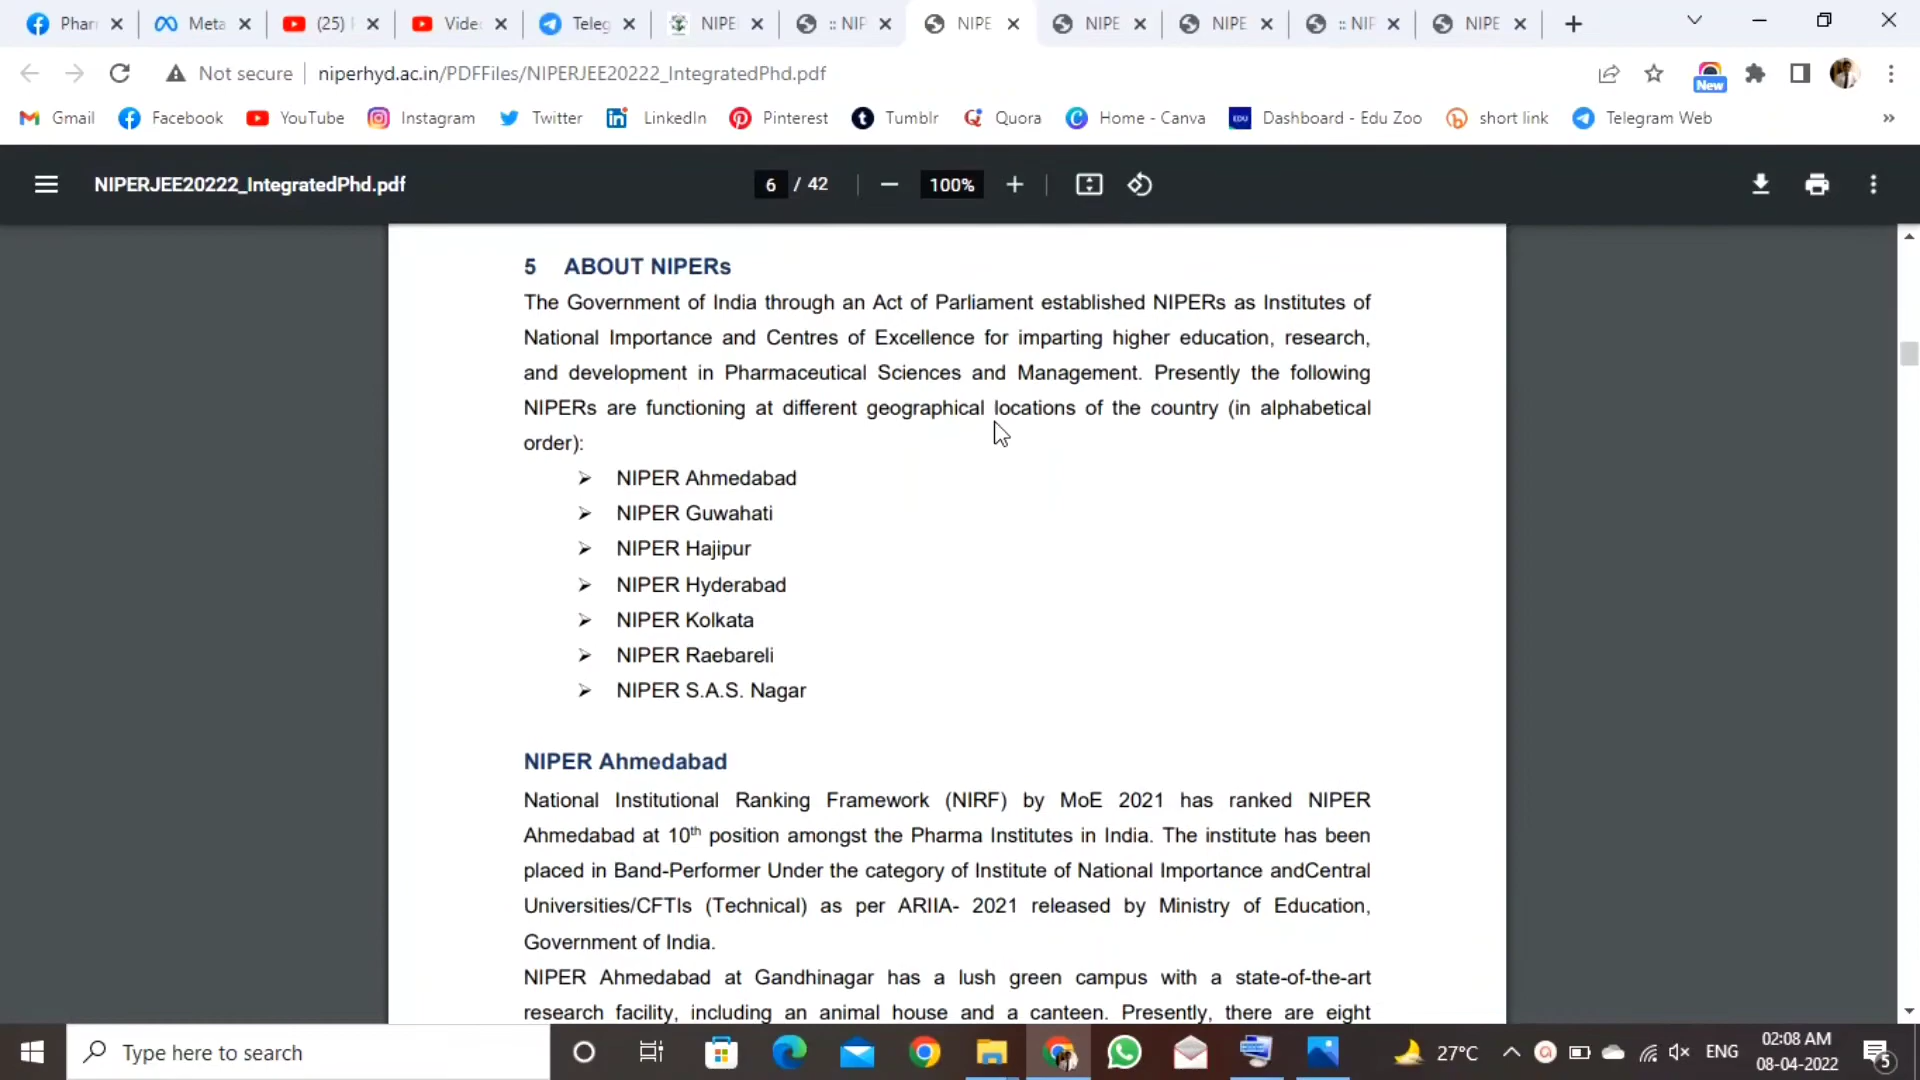 Phar
Meta
(25)
Vide
Teleg
NIPE
:: NIP
NIPE
NIPE
NIPE
:: NIP
NIPE
Not secure
niperhyd.ac.in/PDFFiles/NIPERJEE20222_IntegratedPhd.pdf
New
Gmail
Facebook
YouTube
Instagram
Twitter
LinkedIn
Pinterest
Tumblr
Quora
Home - Canva
EDU
Dashboard - Edu Zoo
short link
Telegram Web
»
NIPERJEE20222_IntegratedPhd.pdf
6 / 42
100%
5 ABOUT NIPERs
The Government of India through an Act of Parliament established NIPERs as Institutes of
National Importance and Centres of Excellence for imparting higher education, research,
and development in Pharmaceutical Sciences and Management. Presently the following
NIPERs are functioning at different geographical locations of the country (in alphabetical
order):
➢ NIPER Ahmedabad
➢ NIPER Guwahati
➢ NIPER Hajipur
➢ NIPER Hyderabad
➢ NIPER Kolkata
➢ NIPER Raebareli
➢ NIPER S.A.S. Nagar
NIPER Ahmedabad
National Institutional Ranking Framework (NIRF) by MoE 2021 has ranked NIPER
Ahmedabad at 10th position amongst the Pharma Institutes in India. The institute has been
placed in Band-Performer Under the category of Institute of National Importance andCentral
Universities/CFTIs (Technical) as per ARIIA- 2021 released by Ministry of Education,
Government of India.
NIPER Ahmedabad at Gandhinagar has a lush green campus with a state-of-the-art
research facility, including an animal house and a canteen. Presently, there are eight
Type here to search
27°C
ENG
02:08 AM
08-04-2022
5